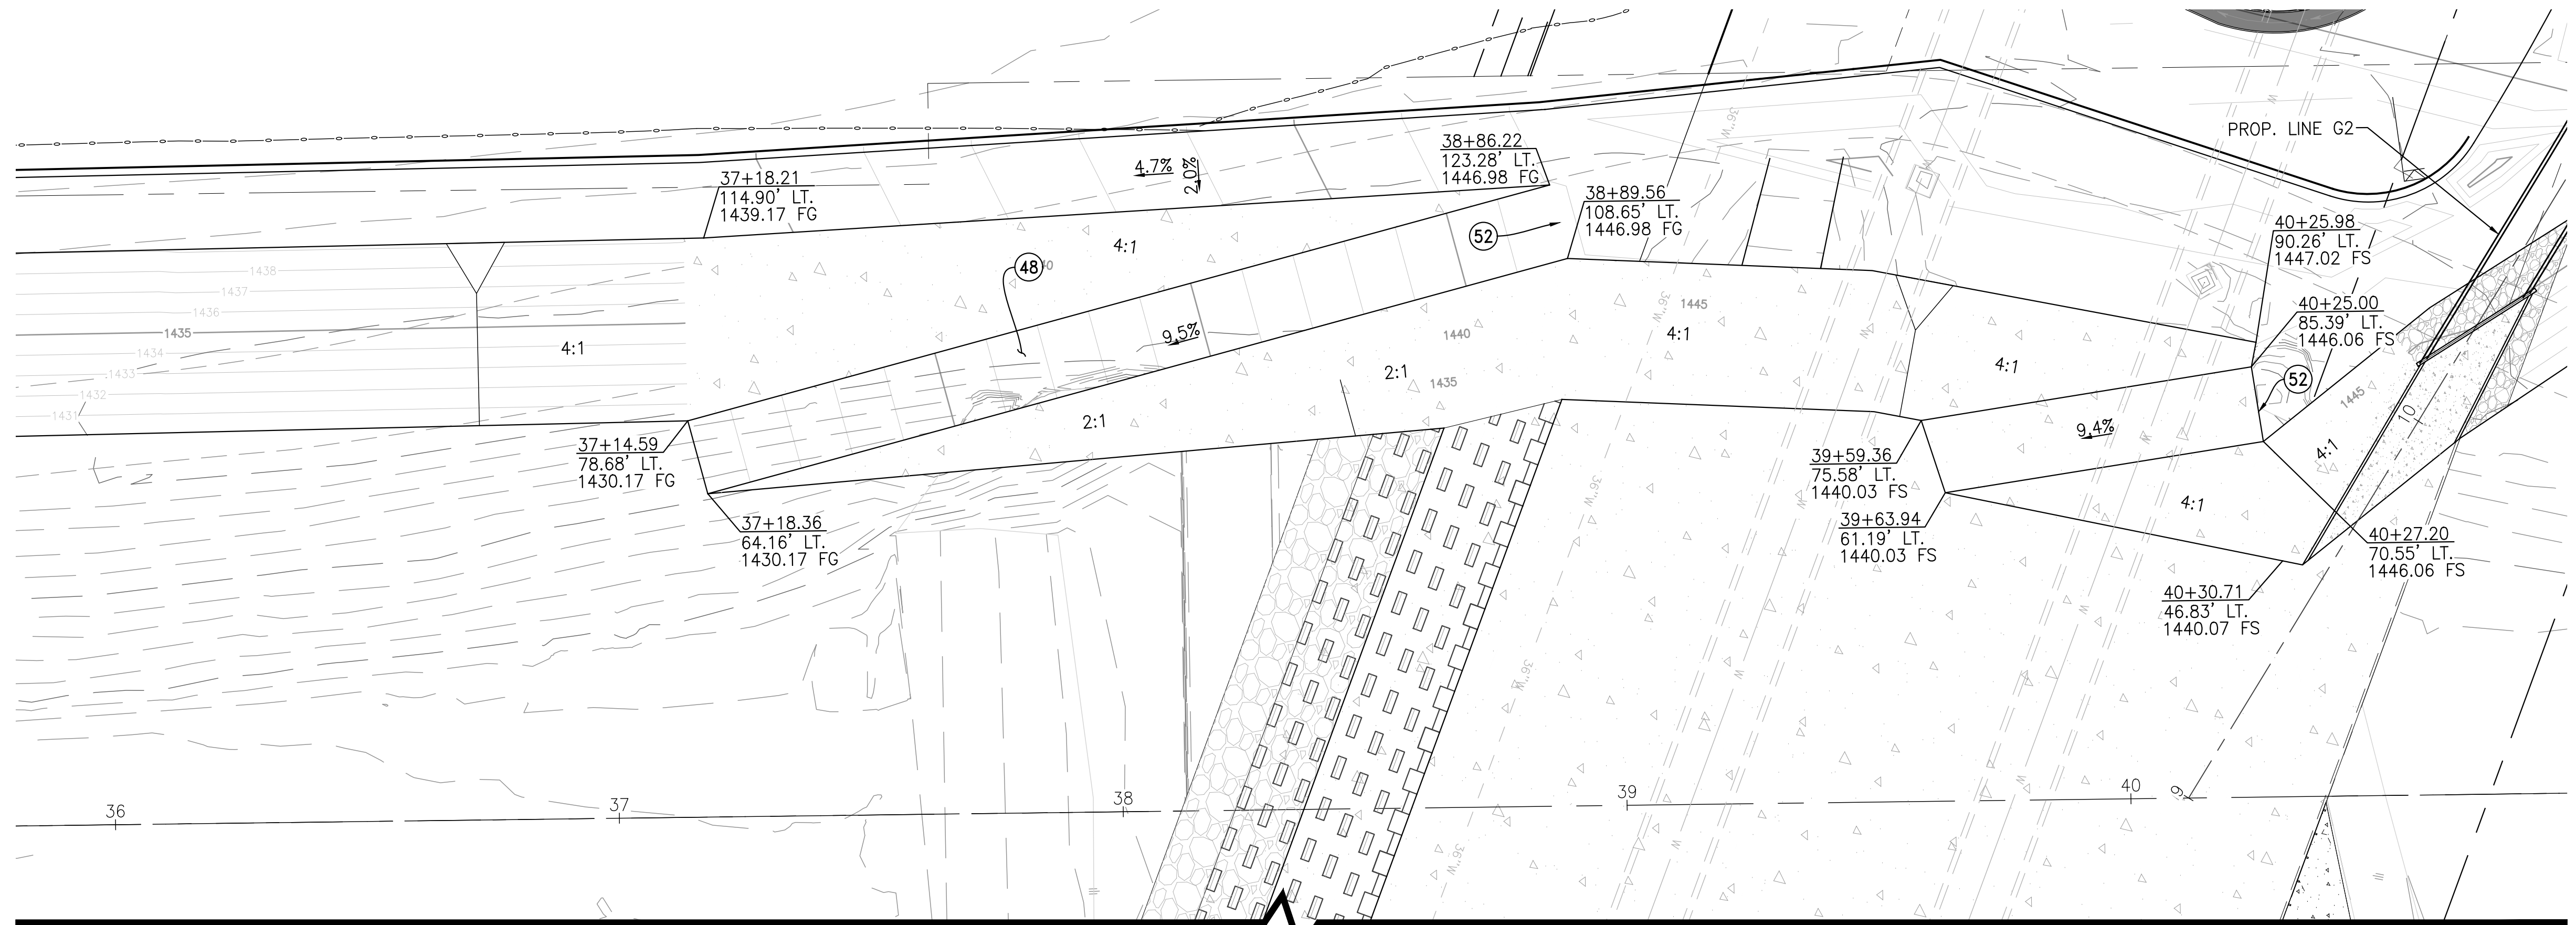 PROP. LINE G2
36"W
38+86.22
123.28' LT.
1446.98 FG
4.7%
2.0%
37+18.21
114.90' LT.
1439.17 FG
38+89.56
108.65' LT.
1446.98 FG
52
40+25.98
90.26' LT.
1447.02 FS
4:1
48
1438
1437
1436
1435
1434
1433
1432
1431
4:1
9.5%
36"W
1445
1440
4:1
2:1
1435
4:1
40+25.00
85.39' LT.
1446.06 FS
52
1445
10
2:1
9.4%
4:1
37+14.59
78.68' LT.
1430.17 FG
39+59.36
75.58' LT.
1440.03 FS
4:1
37+18.36
64.16' LT.
1430.17 FG
39+63.94
61.19' LT.
1440.03 FS
40+27.20
70.55' LT.
1446.06 FS
40+30.71
46.83' LT.
1440.07 FS
36"W
36
37
38
39
40
9
36"W
W
W
W
W
W
W
W
W
W